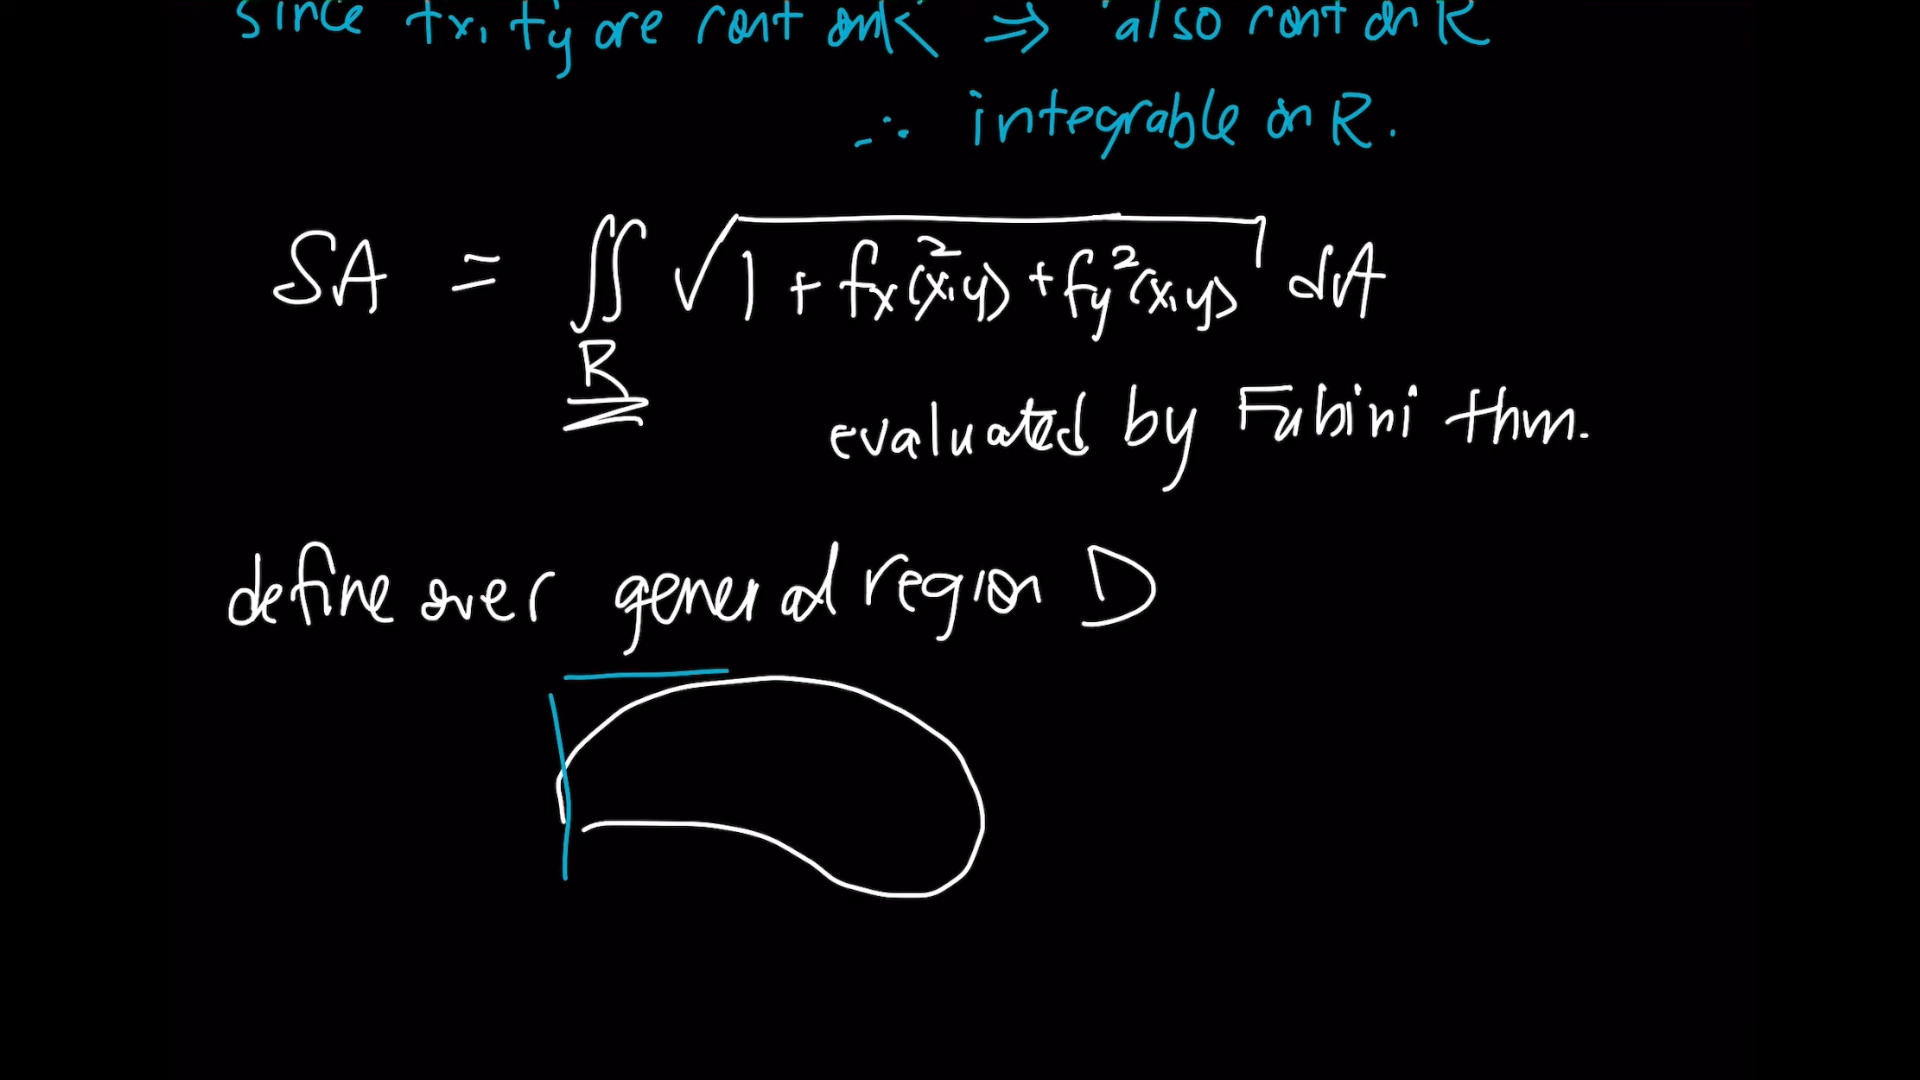 since fx, fy are cont on R ⇒ also cont on R
∴ integrable on R.
SA = ∬ √1 + fx²(x,y) + fy²(x,y) dA
R
evaluated by Fubini thm.
define over general region D